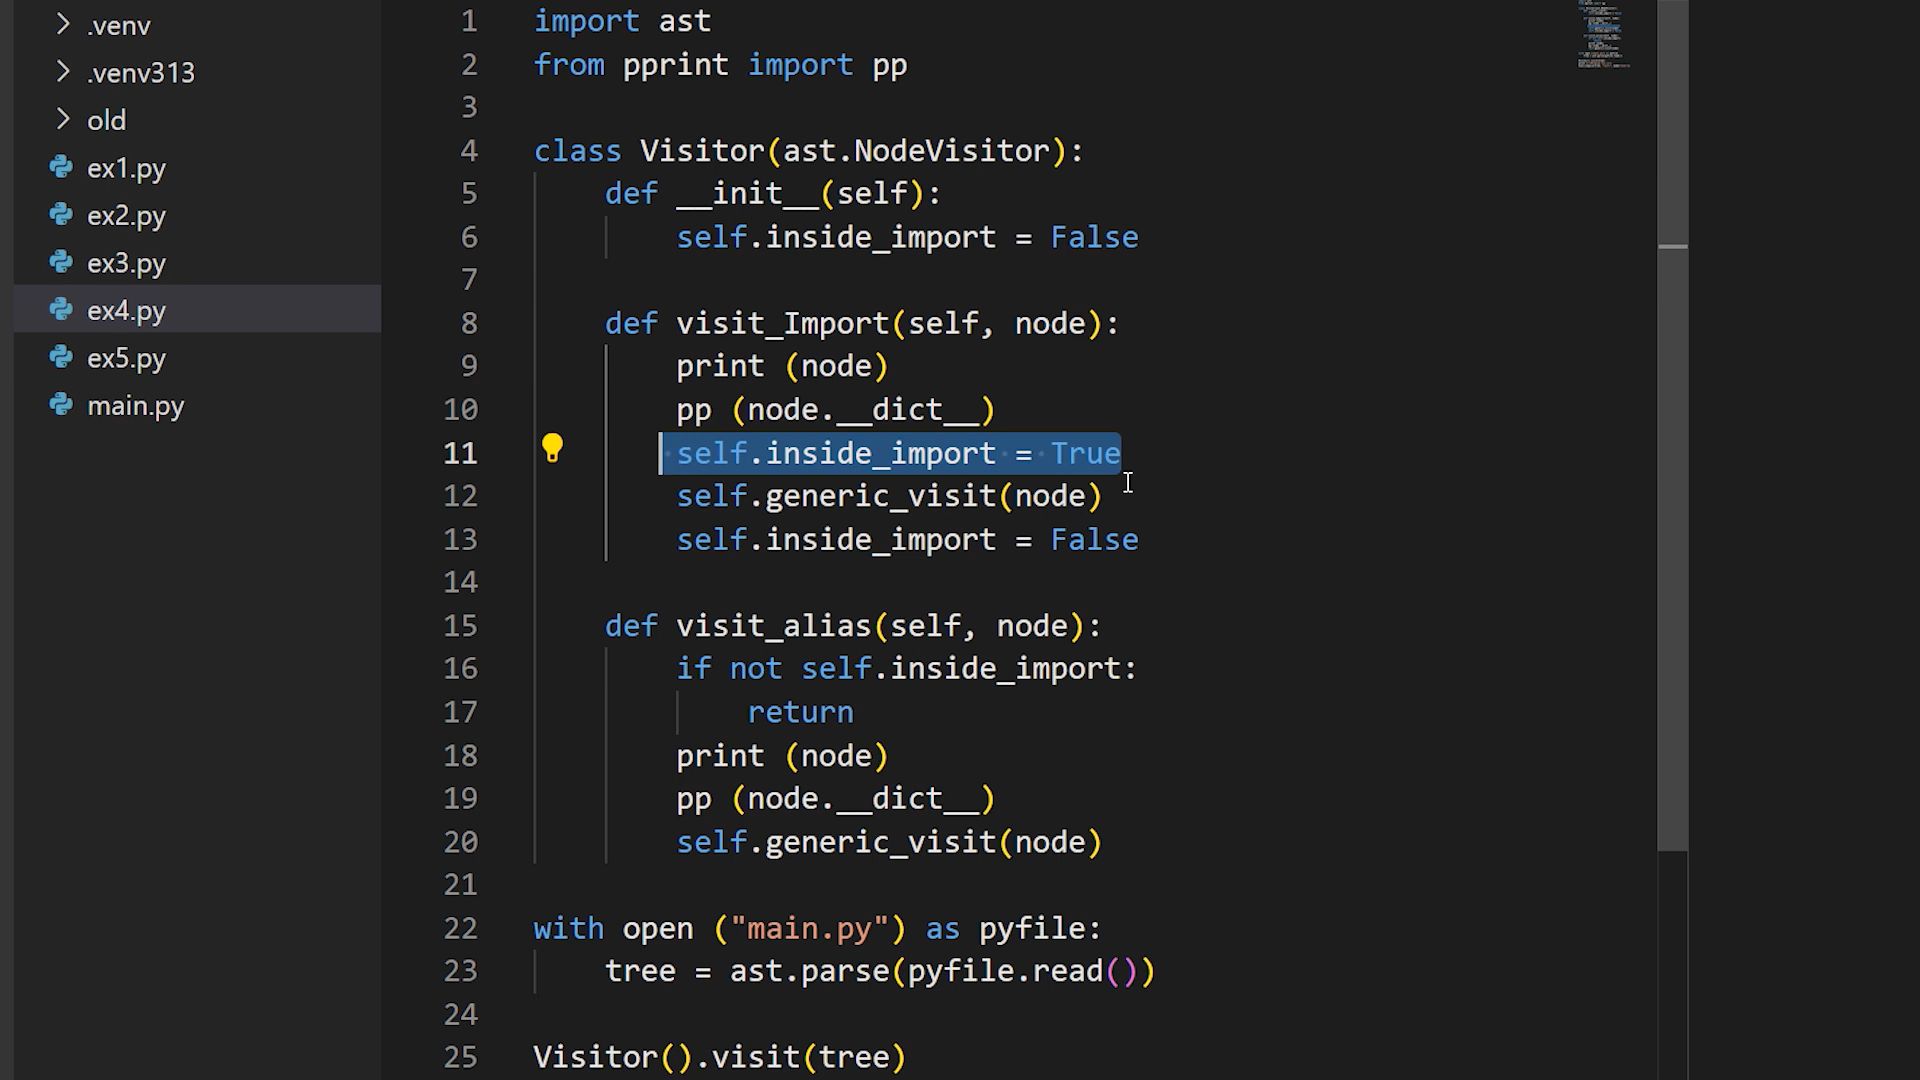 .venv
.venv313
old
ex1.py
ex2.py
ex3.py
ex4.py
ex5.py
main.py
1 import ast
2 from pprint import pp
3
4 class Visitor(ast.NodeVisitor):
5     def __init__(self):
6         self.inside_import = False
7
8     def visit_Import(self, node):
9         print (node)
10         pp (node.__dict__)
11         self.inside_import = True
12         self.generic_visit(node)
13         self.inside_import = False
14
15     def visit_alias(self, node):
16         if not self.inside_import:
17             return
18         print (node)
19         pp (node.__dict__)
20         self.generic_visit(node)
21
22 with open ("main.py") as pyfile:
23     tree = ast.parse(pyfile.read())
24
25 Visitor().visit(tree)